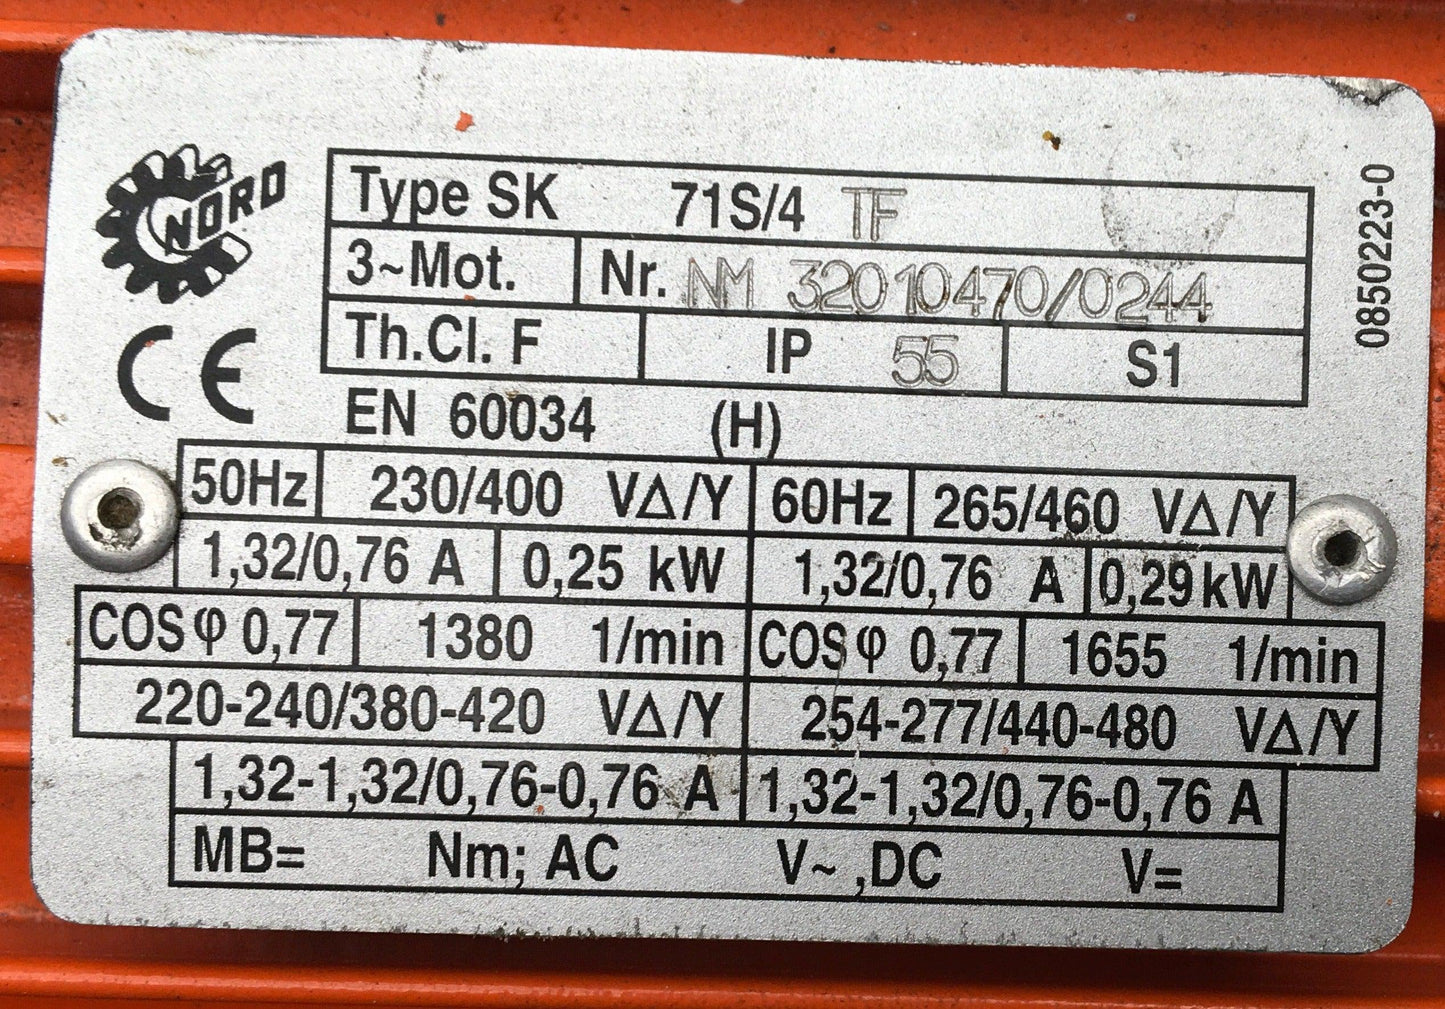 NORD
Type SK 71S/4 TF
3~Mot. Nr. NM 32010470/0244
Th.Cl. F IP 55 S1
0850223-0
CE
EN 60034 (H)
50Hz 230/400 VΔ/Y 60Hz 265/460 VΔ/Y
1,32/0,76 A 0,25 kW 1,32/0,76 A 0,29 kW
COS φ 0,77 1380 1/min COS φ 0,77 1655 1/min
220-240/380-420 VΔ/Y 254-277/440-480 VΔ/Y
1,32-1,32/0,76-0,76 A 1,32-1,32/0,76-0,76 A
MB= Nm; AC V~ ,DC V=